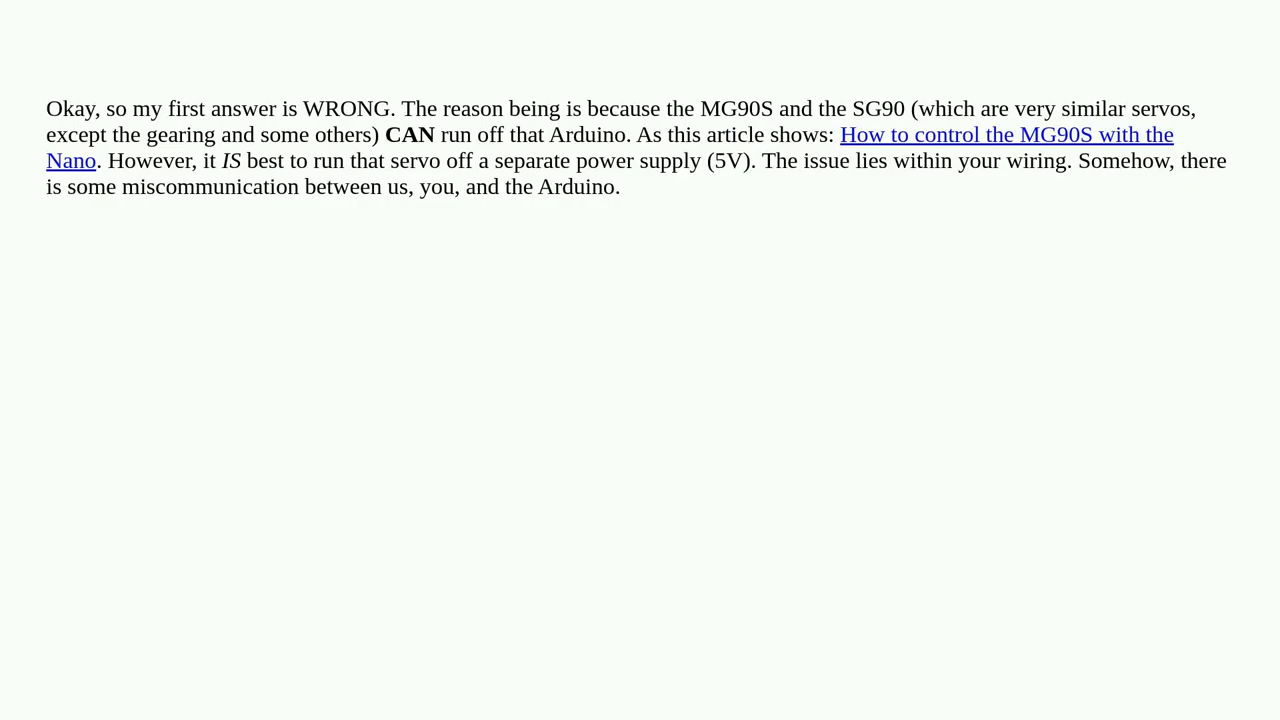 Okay, so my first answer is WRONG. The reason being is because the MG90S and the SG90 (which are very similar servos,
except the gearing and some others) CAN run off that Arduino. As this article shows: How to control the MG90S with the
Nano. However, it IS best to run that servo off a separate power supply (5V). The issue lies within your wiring. Somehow, there
is some miscommunication between us, you, and the Arduino.